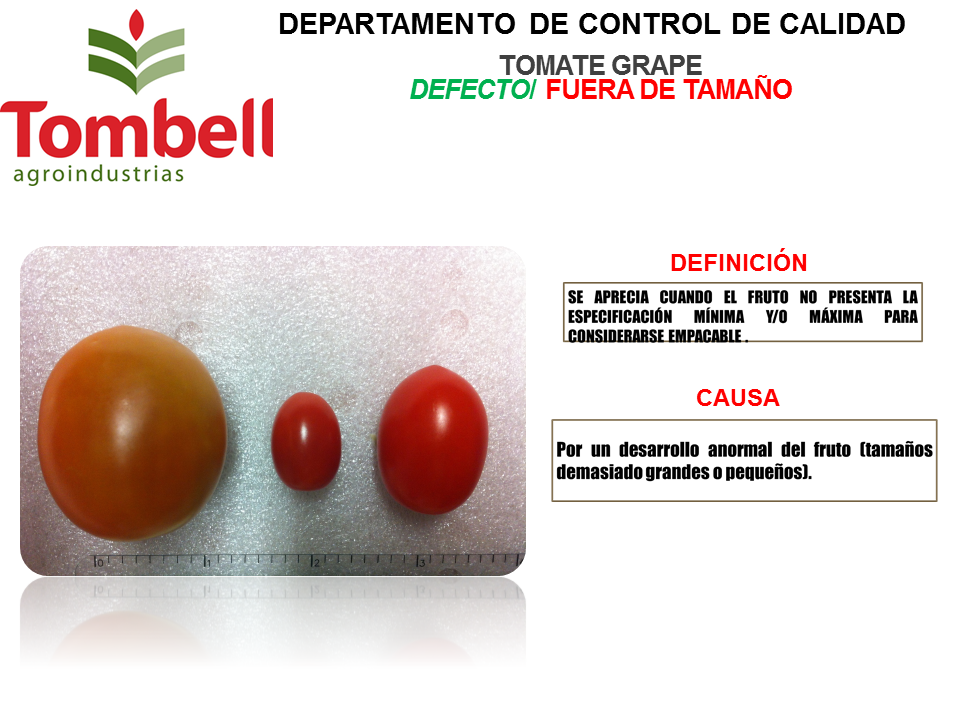 DEPARTAMENTO DE CONTROL DE CALIDAD
TOMATE GRAPE
DEFECTO/ FUERA DE TAMAÑO
Tombell
agroindustrias
DEFINICIÓN
SE APRECIA CUANDO EL FRUTO NO PRESENTA LA
ESPECIFICACIÓN MÍNIMA Y/O MÁXIMA PARA
CONSIDERARSE EMPACABLE .
CAUSA
Por un desarrollo anormal del fruto (tamaños
demasiado grandes o pequeños).
0 1 2 3